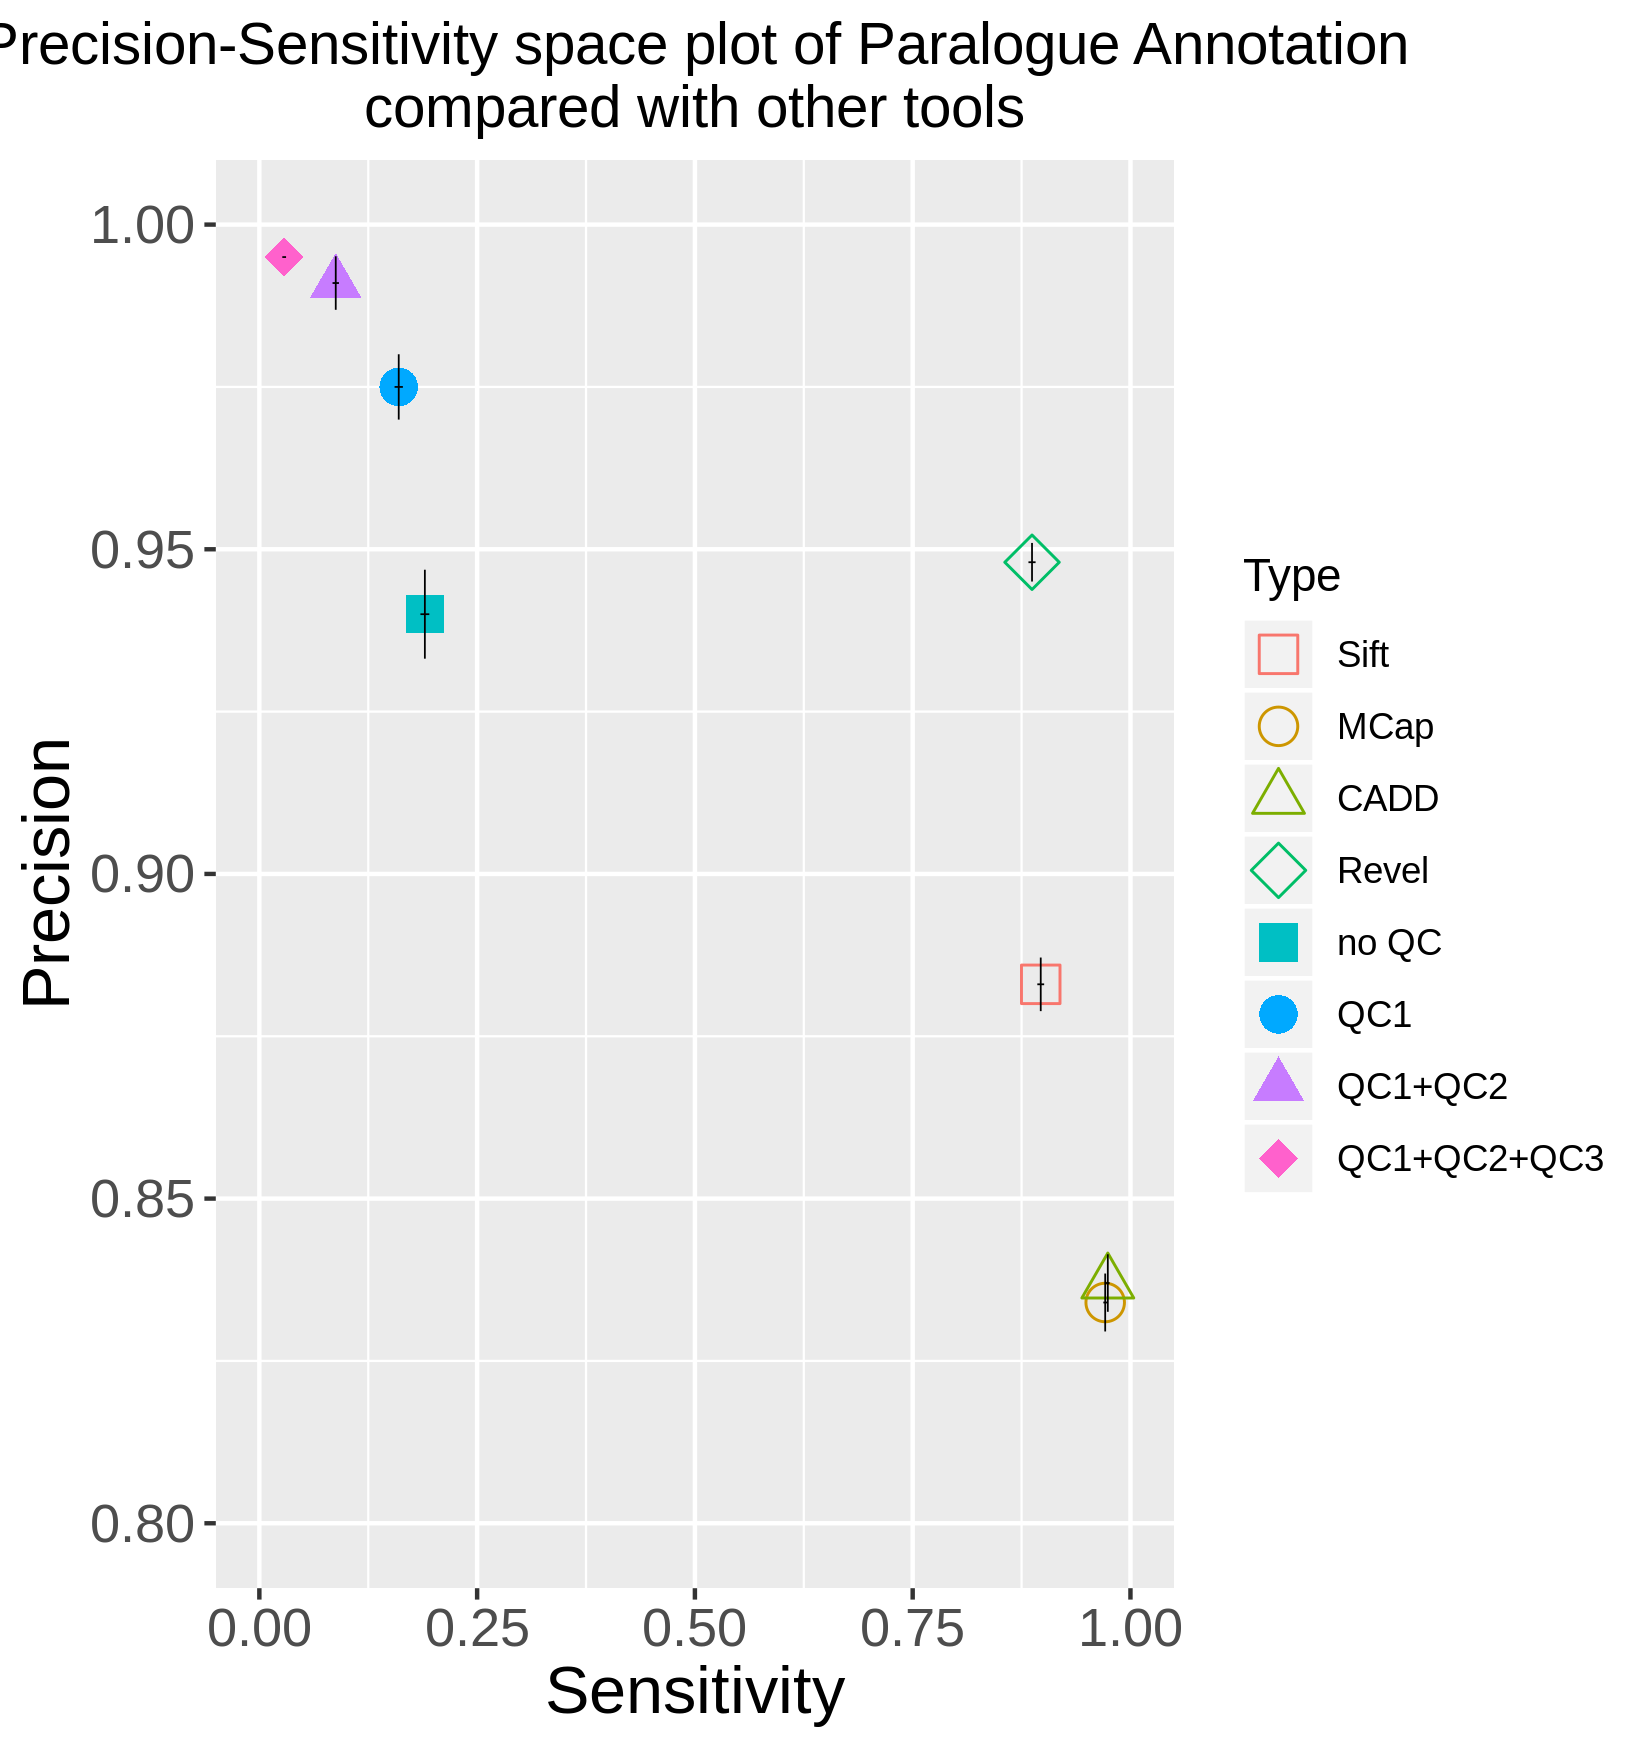 Precision-Sensitivity space plot of Paralogue Annotation
compared with other tools
1.00
0.95
0.90
0.85
0.80
Precision
0.00 0.25 0.50 0.75 1.00
Sensitivity
Type
Sift
MCap
CADD
Revel
no QC
QC1
QC1+QC2
QC1+QC2+QC3